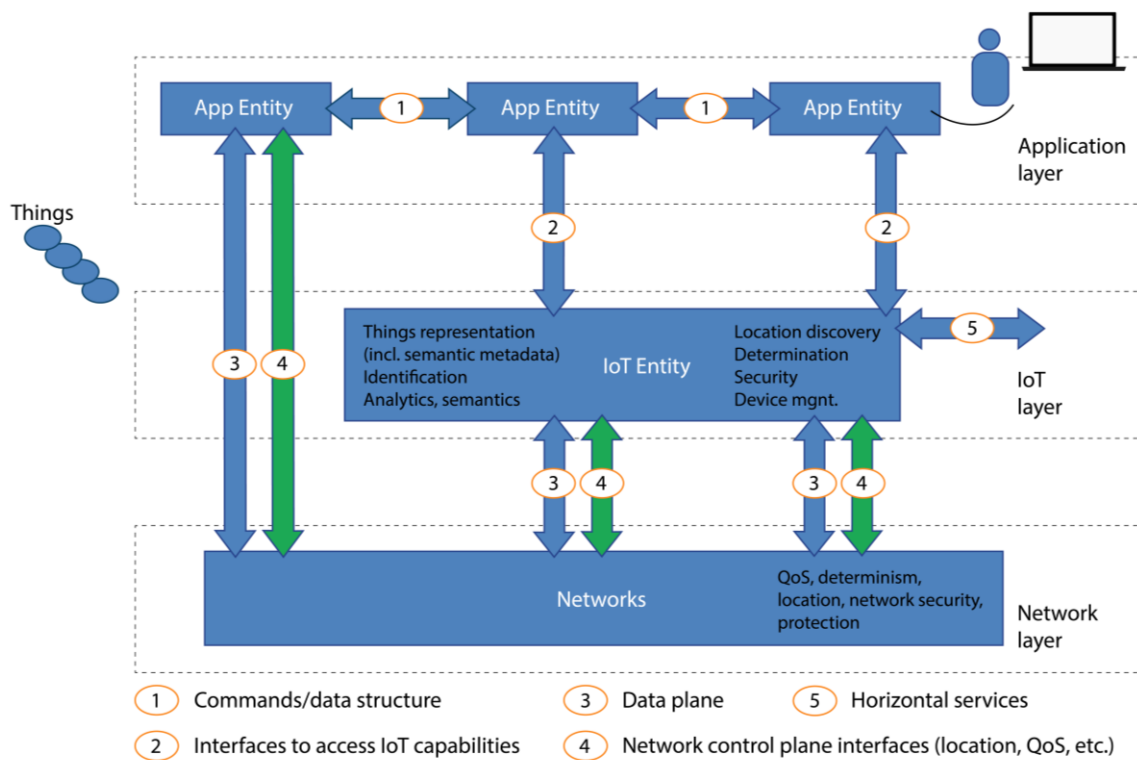 App Entity
1
App Entity
1
App Entity
Application
layer
Things
2
2
Things representation
(incl. semantic metadata)
Identification
Analytics, semantics
IoT Entity
Location discovery
Determination
Security
Device mgnt.
5
IoT
layer
3
4
3
4
3
4
Networks
QoS, determinism,
location, network security,
protection
Network
layer
1 Commands/data structure
3 Data plane
5 Horizontal services
2 Interfaces to access IoT capabilities
4 Network control plane interfaces (location, QoS, etc.)